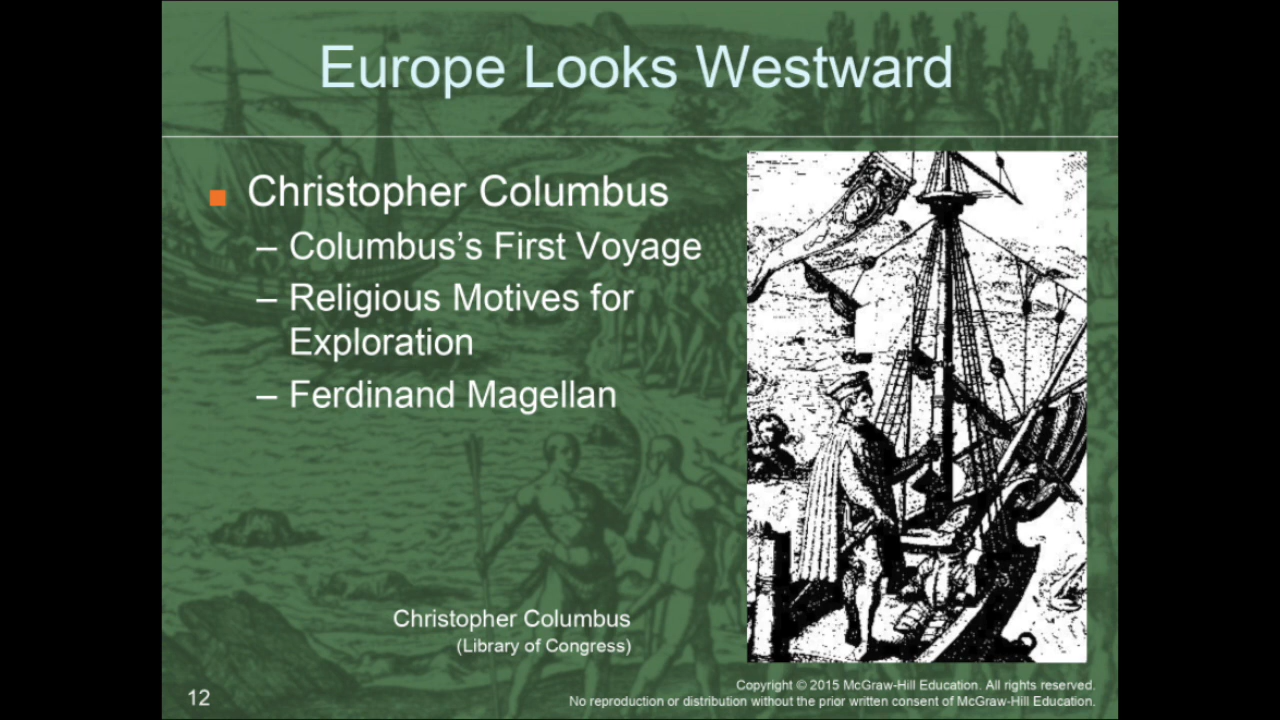 Europe Looks Westward
■ Christopher Columbus
– Columbus’s First Voyage
– Religious Motives for
Exploration
– Ferdinand Magellan
Christopher Columbus
(Library of Congress)
12
Copyright © 2015 McGraw-Hill Education. All rights reserved.
No reproduction or distribution without the prior written consent of McGraw-Hill Education.